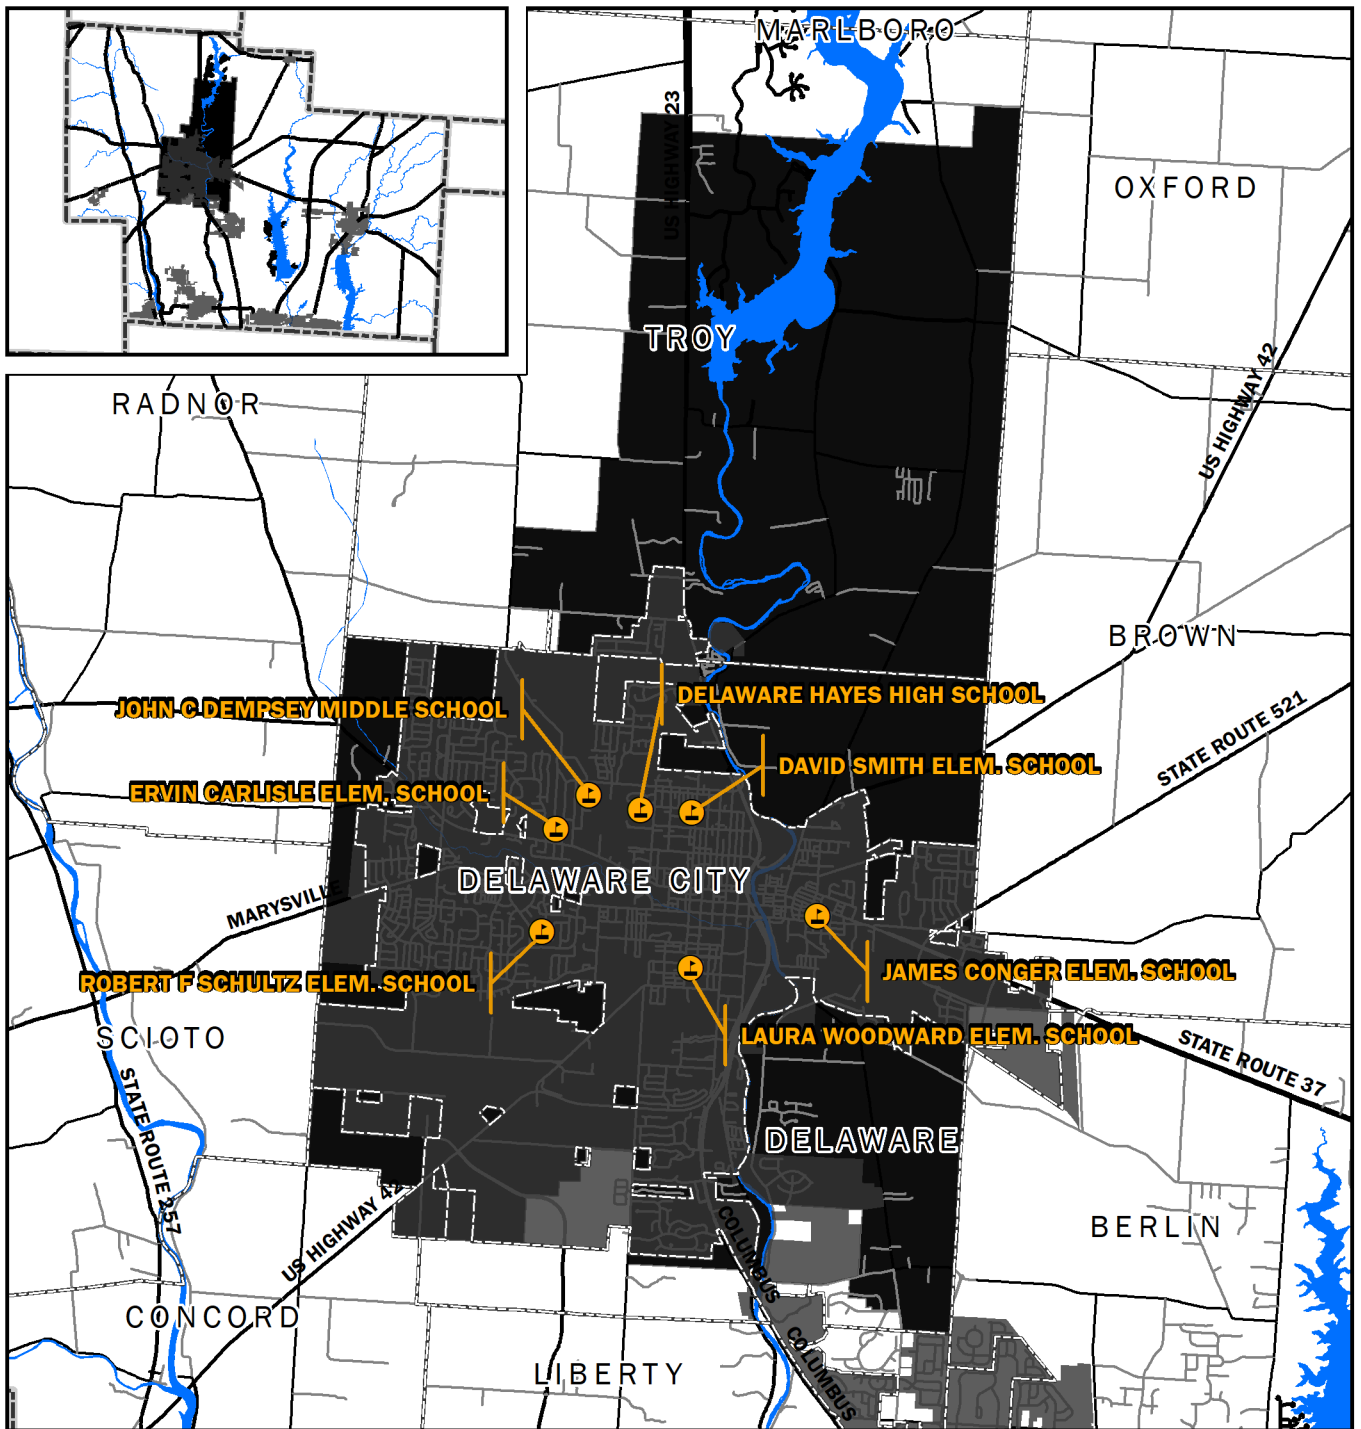 MARLBORO
US HIGHWAY 23
OXFORD
TROY
US HIGHWAY 42
RADNOR
BROWN
STATE ROUTE 521
JOHN C DEMPSEY MIDDLE SCHOOL
DELAWARE HAYES HIGH SCHOOL
DAVID SMITH ELEM. SCHOOL
ERVIN CARLISLE ELEM. SCHOOL
DELAWARE CITY
MARYSVILLE
ROBERT F SCHULTZ ELEM. SCHOOL
JAMES CONGER ELEM. SCHOOL
SCIOTO
LAURA WOODWARD ELEM. SCHOOL
STATE ROUTE 37
STATE ROUTE 257
DELAWARE
US HIGHWAY 42
COLUMBUS
BERLIN
CONCORD
COLUMBUS
LIBERTY